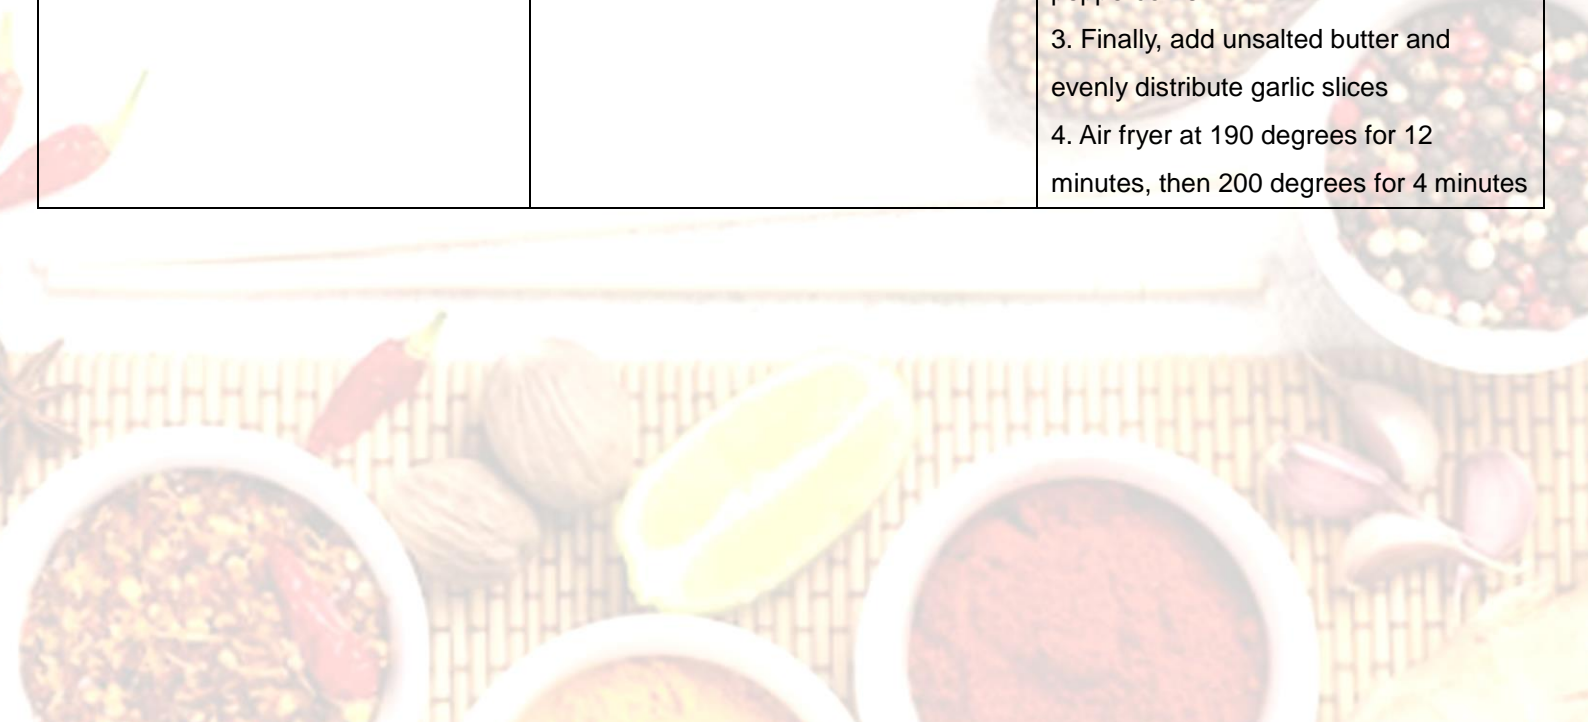 3. Finally, add unsalted butter and
evenly distribute garlic slices
4. Air fryer at 190 degrees for 12
minutes, then 200 degrees for 4 minutes